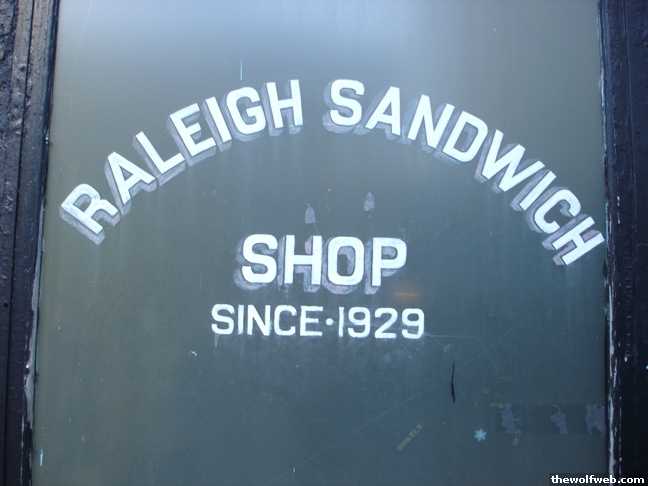 RALEIGH SANDWICH
SHOP
SINCE·1929
thewolfweb.com